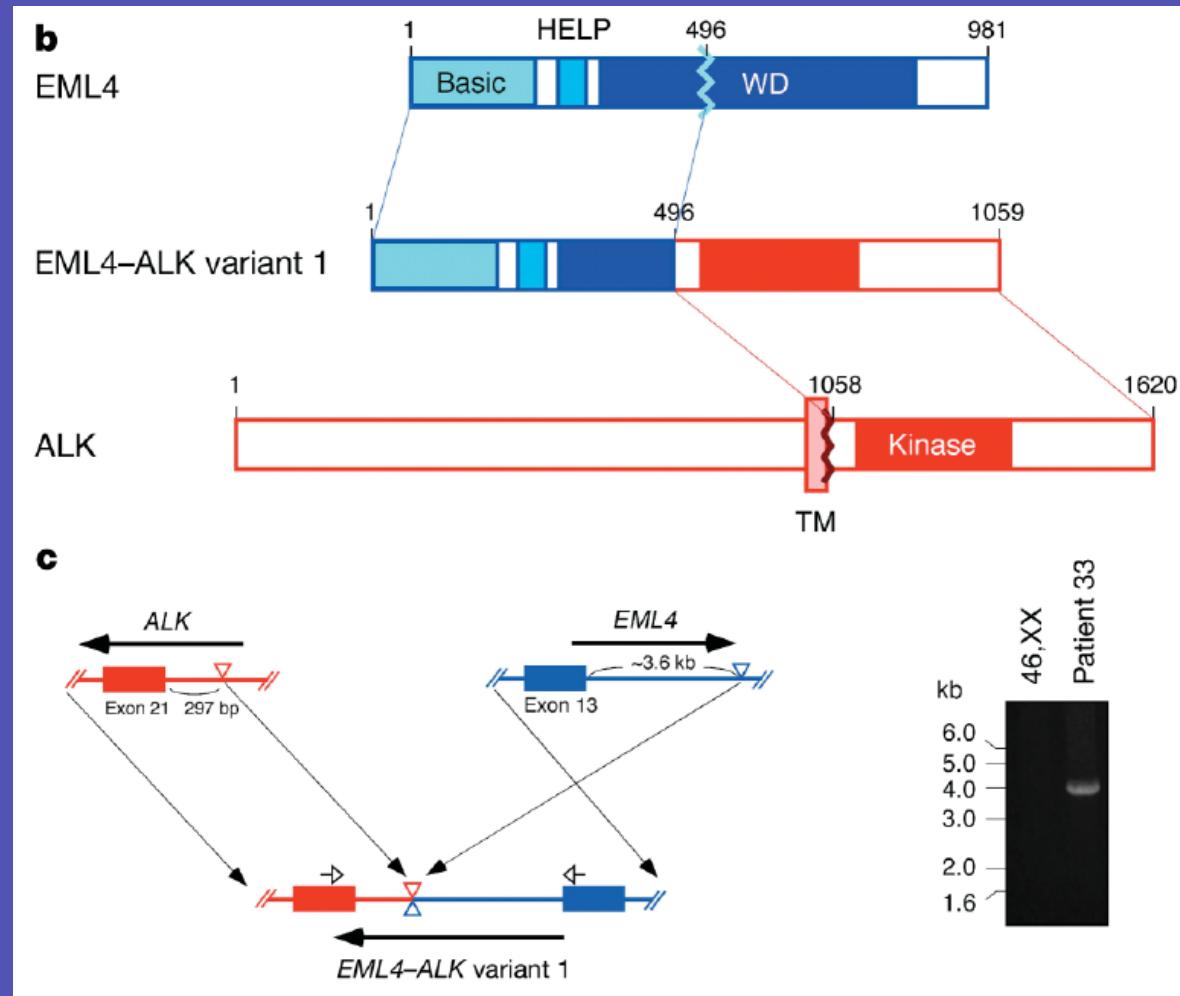 b
1 HELP 496 981
EML4
Basic
WD
1 496 1059
EML4–ALK variant 1
1 1058 1620
ALK
Kinase
TM
c
ALK
EML4
~3.6 kb
Exon 21 297 bp
Exon 13
EML4–ALK variant 1
46,XX
Patient 33
kb
6.0
5.0
4.0
3.0
2.0
1.6